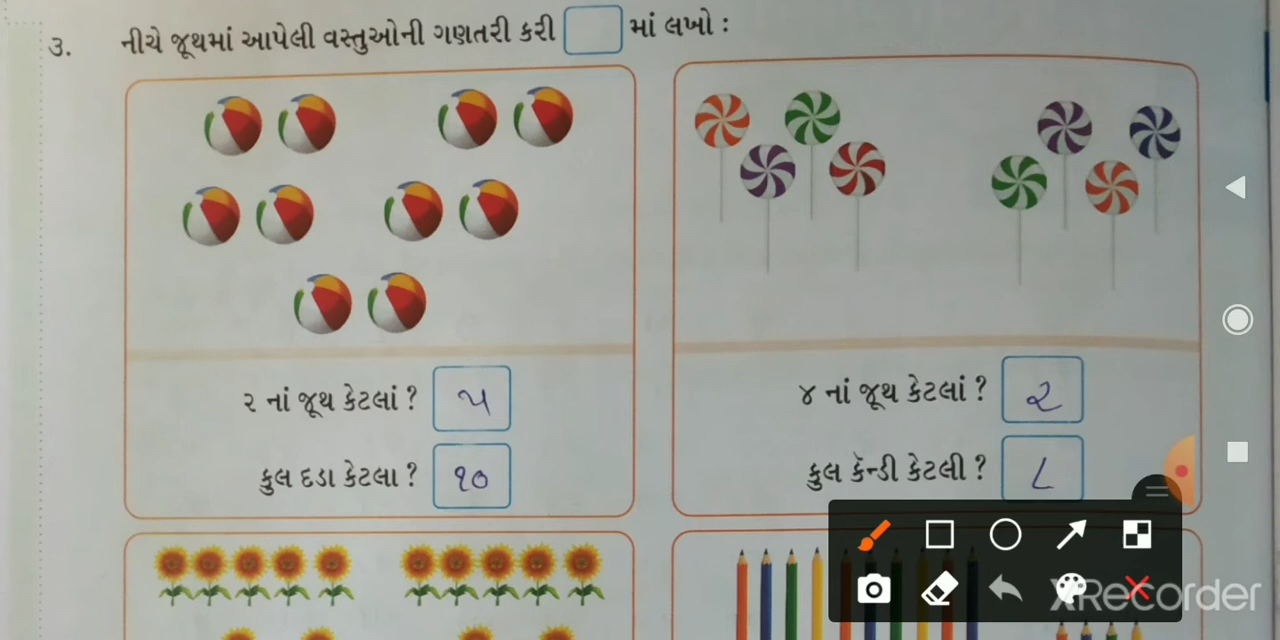 ૩. નીચે જૂથમાં આપેલી વસ્તુઓની ગણતરી કરી માં લખો :
૨ નાં જૂથ કેટલાં ? ૫
કુલ દડા કેટલા ? ૧૦
૪ નાં જૂથ કેટલાં ? ૨
કુલ કૅન્ડી કેટલી ? ૮
XRecorder